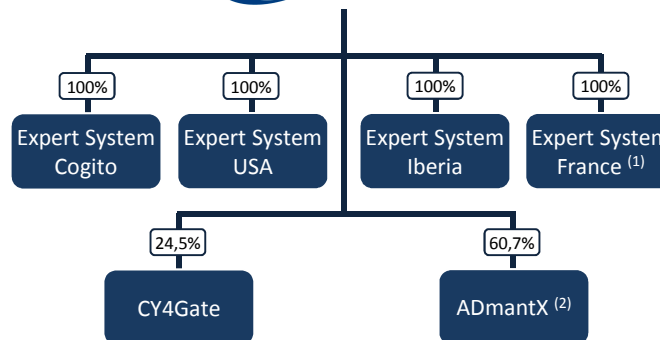 100%
100%
100%
100%
Expert System
Cogito
Expert System
USA
Expert System
Iberia
Expert System
France (1)
24,5%
60,7%
CY4Gate
ADmantX (2)